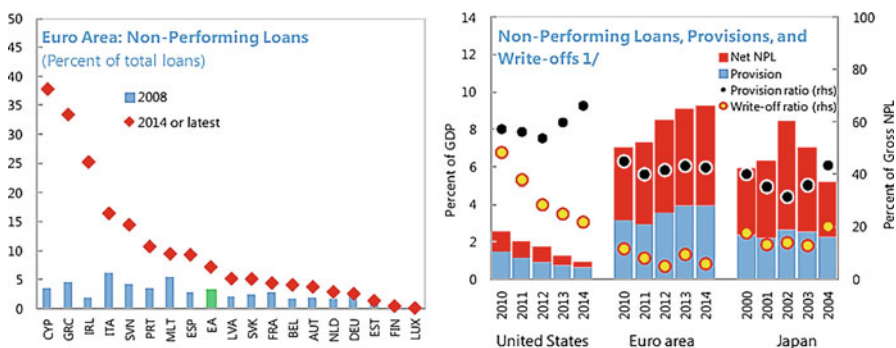 Euro Area: Non-Performing Loans
(Percent of total loans)
50
45
40
35
30
25
20
15
10
5
0
2008
2014 or latest
CYP GRC IRL ITA SVN PRT MLT ESP EA LVA SVK FRA BEL AUT NLD DEU EST FIN LUX
Non-Performing Loans, Provisions, and
Write-offs 1/
Net NPL
Provision
Provision ratio (rhs)
Write-off ratio (rhs)
Percent of GDP
14
12
10
8
6
4
2
0
100
80
60
40
20
0
Percent of Gross NPL
2010 2011 2012 2013 2014 2010 2011 2012 2013 2014 2000 2001 2002 2003 2004
United States Euro area Japan